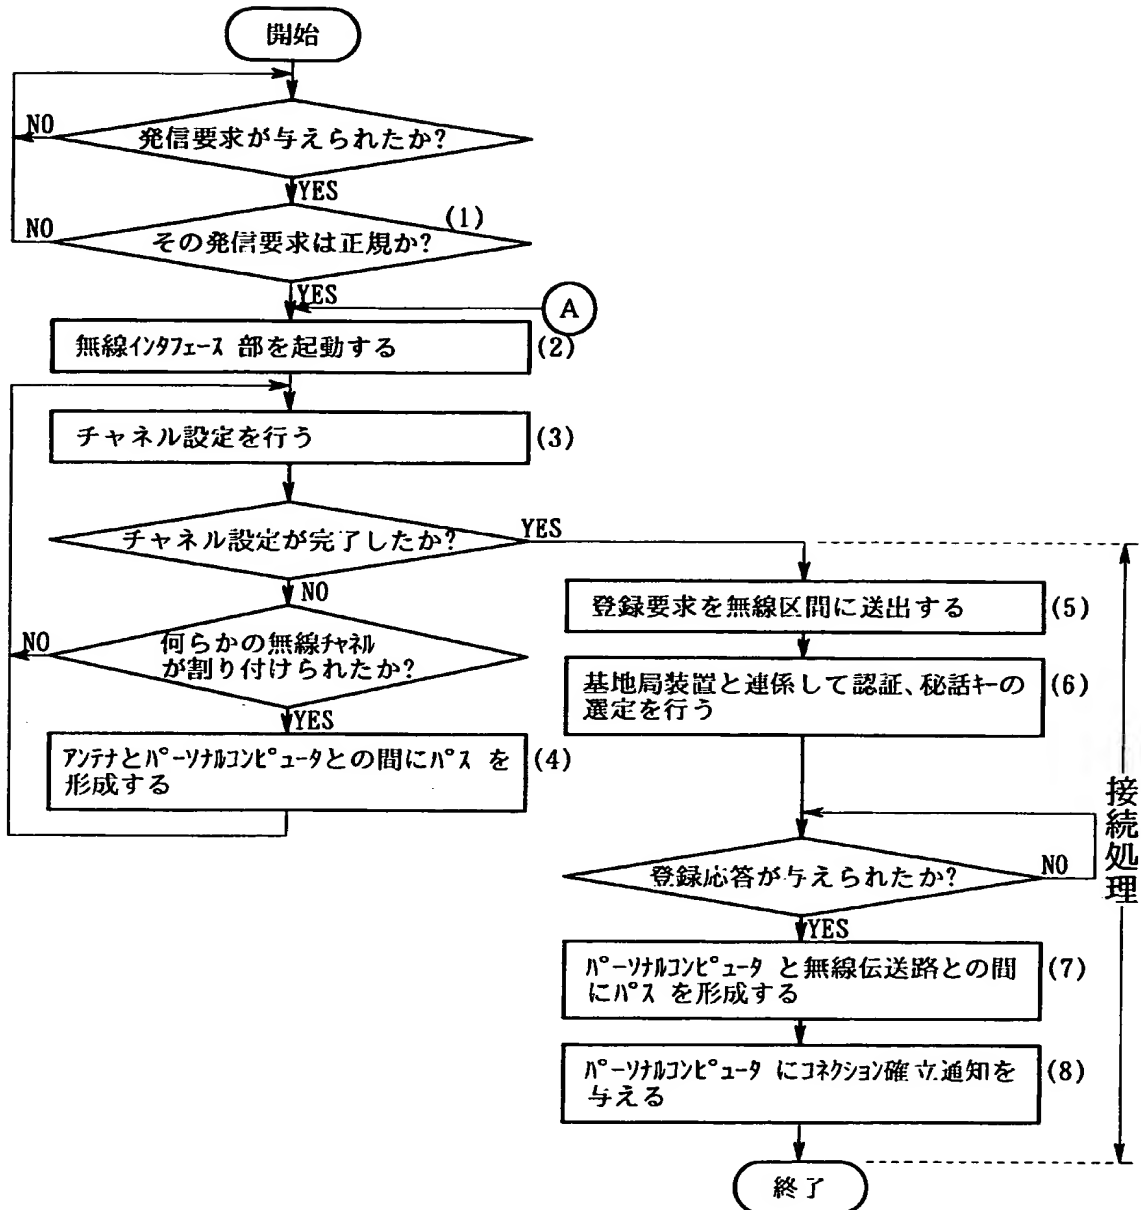 開始
発信要求が与えられたか?
NO
YES
(1)
その発信要求は正規か?
NO
YES
A
無線ｲﾝﾀﾌｪｰｽ 部を起動する
(2)
チャネル設定を行う
(3)
チャネル設定が完了したか?
YES
NO
何らかの無線ﾁｬﾈﾙ
が割り付けられたか?
NO
YES
ｱﾝﾃﾅとﾊﾟｰｿﾅﾙｺﾝﾋﾟｭｰﾀとの間にﾊﾟｽ を
形成する
(4)
登録要求を無線区間に送出する
(5)
基地局装置と連係して認証、秘話ｷｰの
選定を行う
(6)
登録応答が与えられたか?
NO
YES
ﾊﾟｰｿﾅﾙｺﾝﾋﾟｭｰﾀ と無線伝送路との間
にﾊﾟｽ を形成する
(7)
ﾊﾟｰｿﾅﾙｺﾝﾋﾟｭｰﾀ にｺﾈｸｼｮﾝ確立通知を
与える
(8)
終了
接続処理